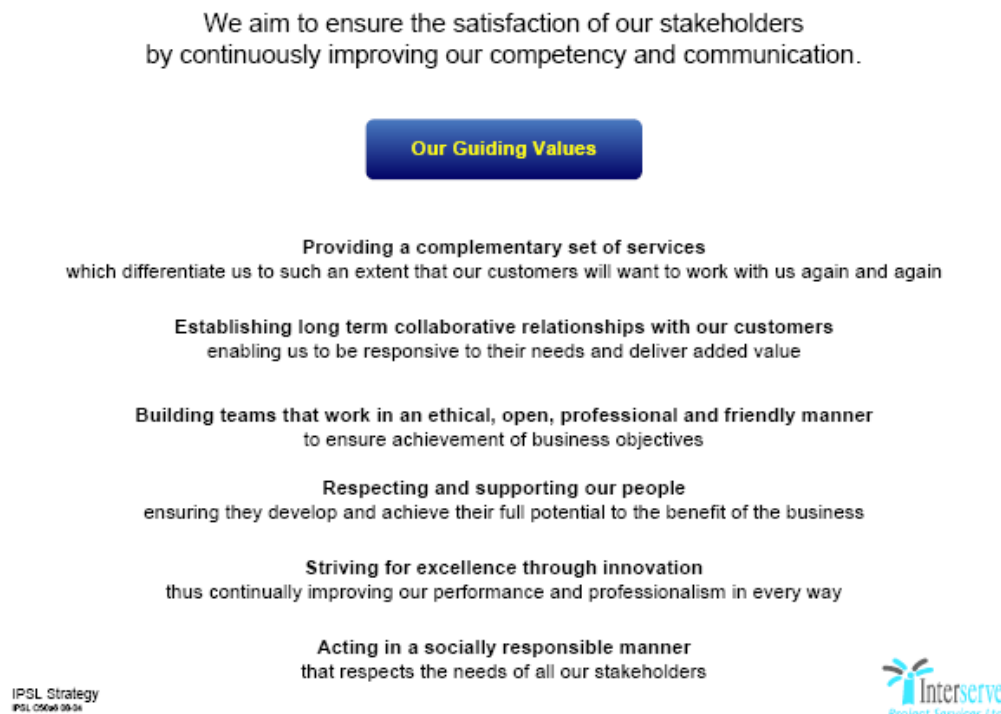 We aim to ensure the satisfaction of our stakeholders
by continuously improving our competency and communication.
Our Guiding Values
Providing a complementary set of services
which differentiate us to such an extent that our customers will want to work with us again and again
Establishing long term collaborative relationships with our customers
enabling us to be responsive to their needs and deliver added value
Building teams that work in an ethical, open, professional and friendly manner
to ensure achievement of business objectives
Respecting and supporting our people
ensuring they develop and achieve their full potential to the benefit of the business
Striving for excellence through innovation
thus continually improving our performance and professionalism in every way
Acting in a socially responsible manner
that respects the needs of all our stakeholders
IPSL Strategy
IPSL
Interserve
Project Services